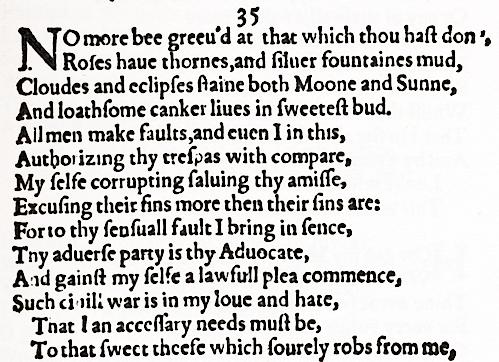 35
NO more bee greeu'd at that which thou haſt don',
Roſes haue thornes,and ſiluer fountaines mud,
Cloudes and eclipſes ſtaine both Moone and Sunne,
And loathſome canker liues in ſweeteſt bud.
All men make faults,and euen I in this,
Authorizing thy treſpas with compare,
My ſelfe corrupting ſaluing thy amiſſe,
Excuſing their ſins more then their ſins are:
For to thy ſenſuall fault I bring in ſence,
Thy aduerſe party is thy Aduocate,
And gainſt my ſelfe a lawfull plea commence,
Such ciuill war is in my loue and hate,
That I an acceſſary needs muſt be,
To that ſweet theefe which ſourely robs from me,